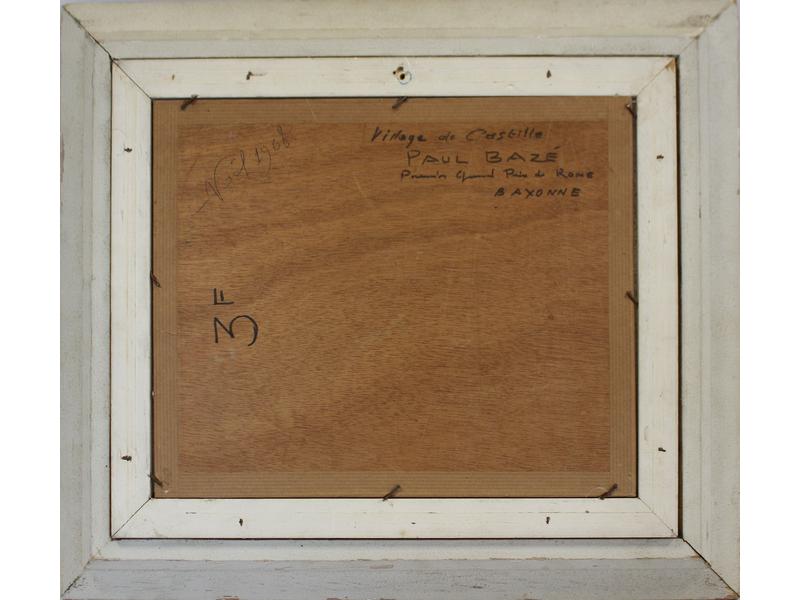 Village de Castille
PAUL BAZÉ
Premier Grand Prix de ROME
BAYONNE
Noël 1968
3F